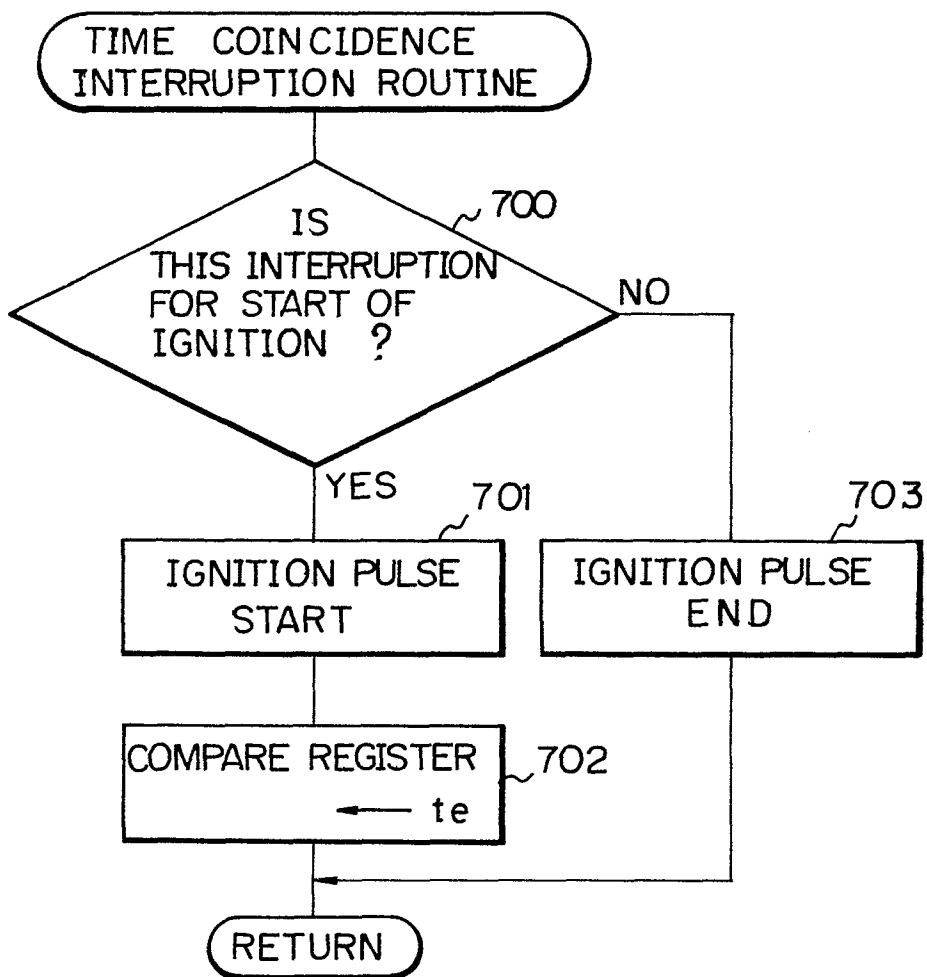 TIME COINCIDENCE
INTERRUPTION ROUTINE
700
IS
THIS INTERRUPTION
FOR START OF
IGNITION ?
NO
YES
701
IGNITION PULSE
START
703
IGNITION PULSE
END
COMPARE REGISTER
← te
702
RETURN